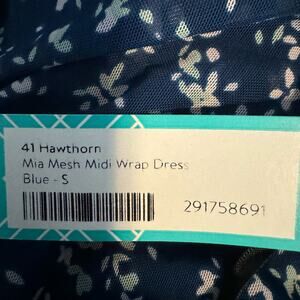 41 Hawthorn
Mia Mesh Midi Wrap Dress
Blue - S
291758691